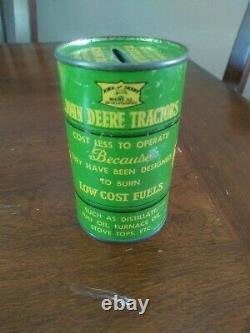 JOHN DEERE TRACTORS
COST LESS TO OPERATE
Because
THEY HAVE BEEN DESIGNED
TO BURN
LOW COST FUELS
SUCH AS DISTILLATE,
FUEL OIL, FURNACE OIL,
STOVE TOPS, ETC.